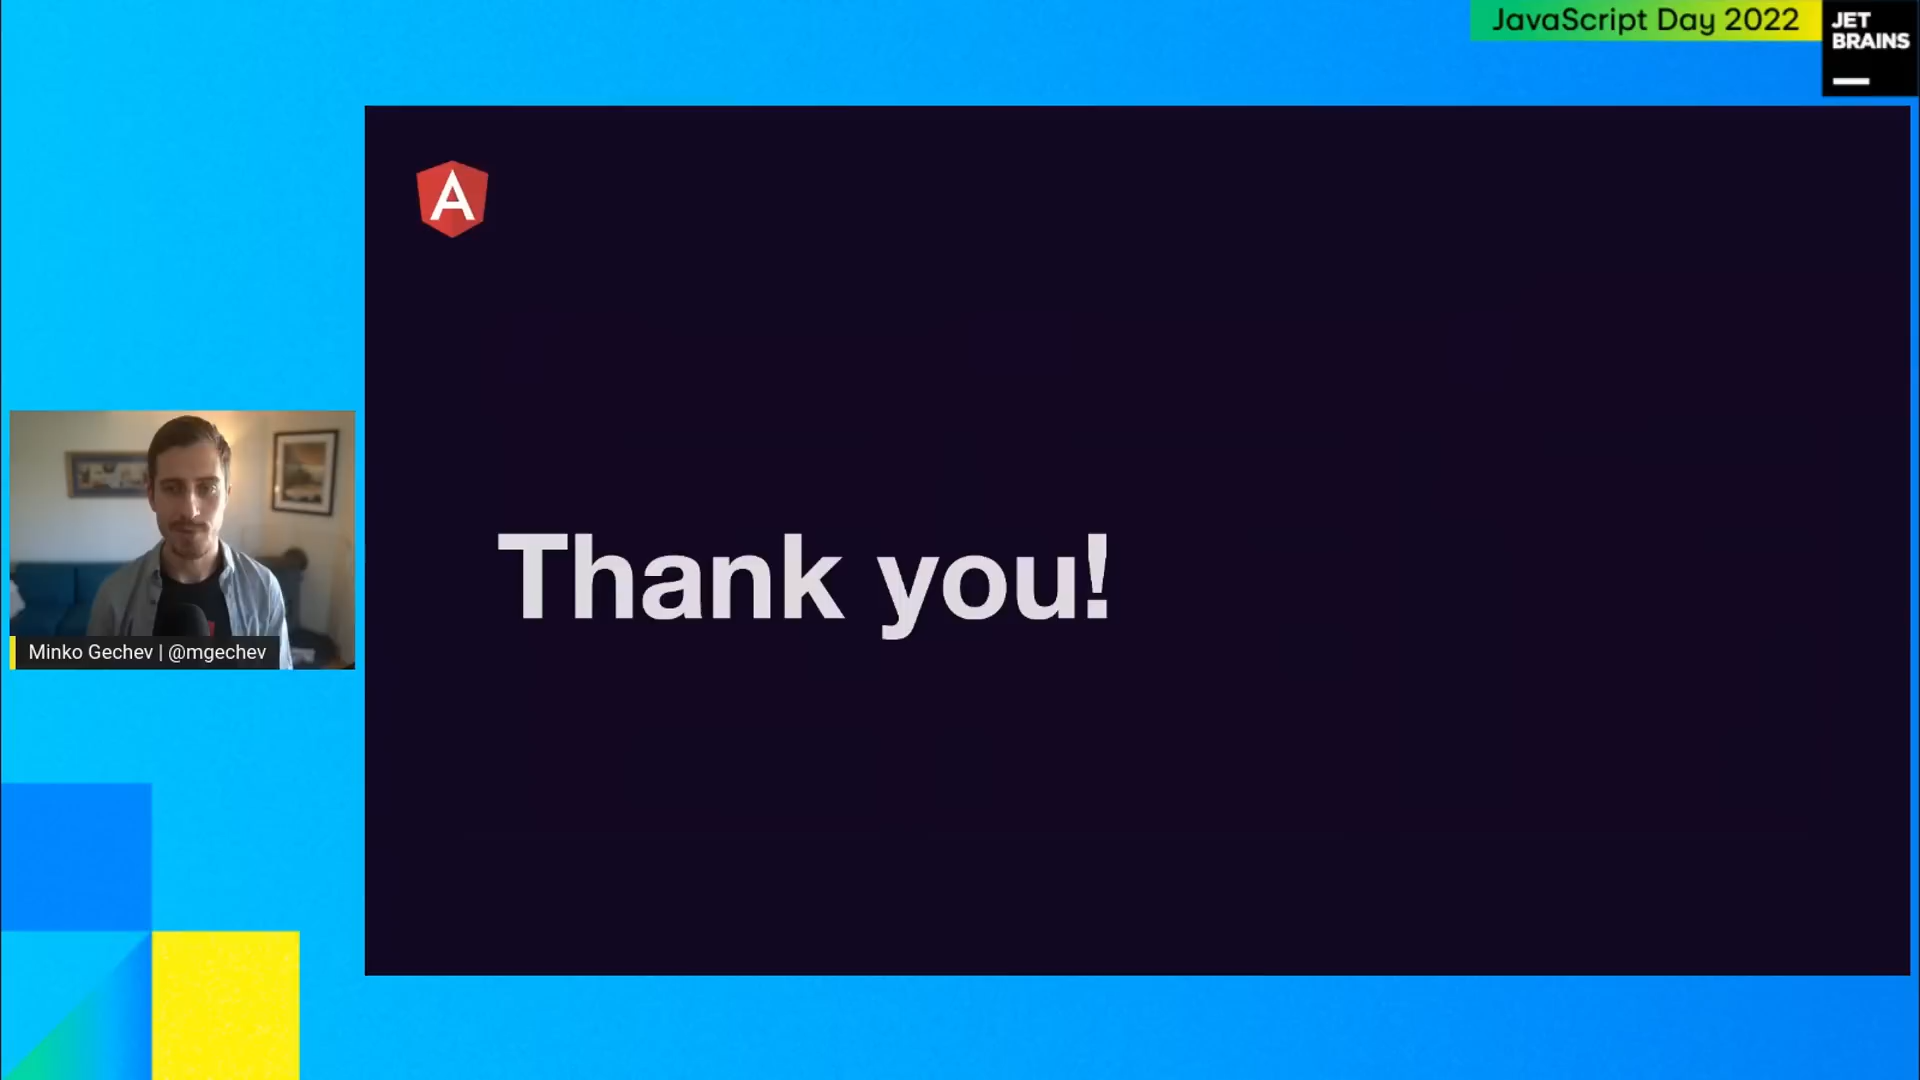 JavaScript Day 2022
JET
BRAINS
A
Thank you!
Minko Gechev | @mgechev